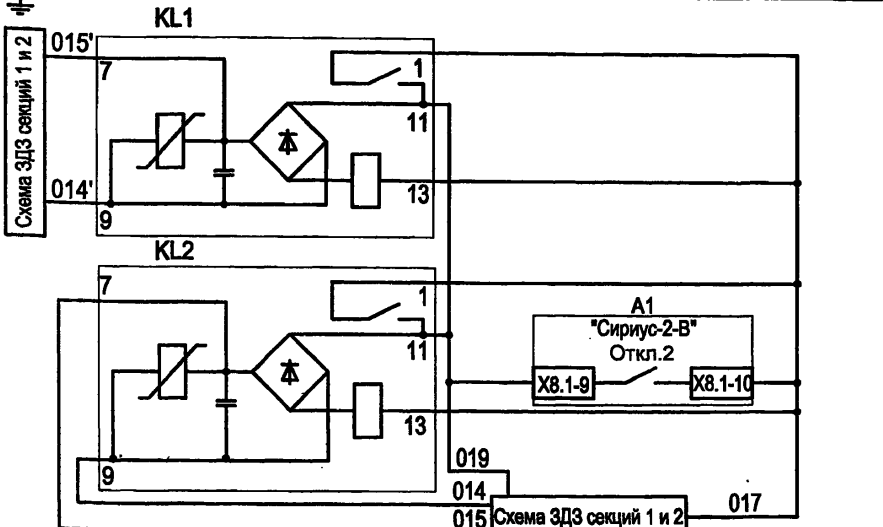 KL1
015'
7
1
11
014'
13
9
Схема ЗДЗ секций 1 и 2
KL2
7
1
11
13
9
A1
"Сириус-2-В"
Откл.2
X8.1-9
X8.1-10
019
014
015
Схема ЗДЗ секций 1 и 2
017